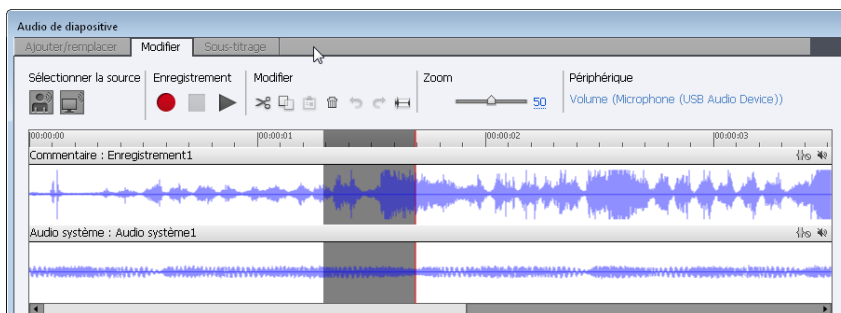 Audio de diapositive
Ajouter/remplacer Modifier Sous-titrage
Sélectionner la source Enregistrement Modifier Zoom Périphérique
50 Volume (Microphone (USB Audio Device))
00:00:00 00:00:01 00:00:02 00:00:03
Commentaire : Enregistrement1
Audio système : Audio système1